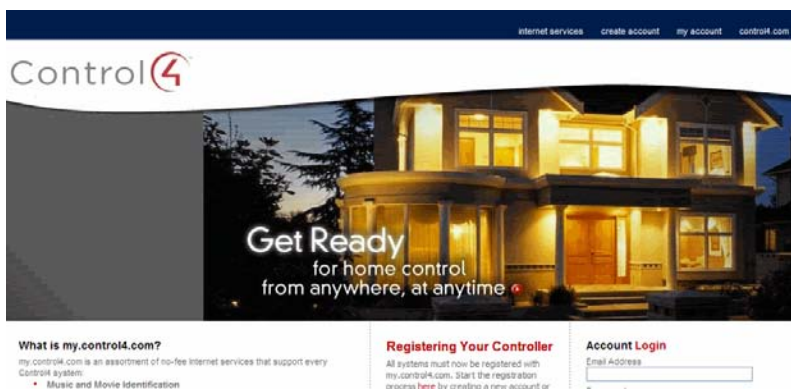 internet services create account my account control4.com
Control4™
Get Ready
for home control
from anywhere, at anytime
What is my.control4.com?
my.control4.com is an assortment of no-fee Internet services that support every
Control4 system:
• Music and Movie Identification
Registering Your Controller
All systems must now be registered with
my.control4.com. Start the registration
process here by creating a new account or
Account Login
Email Address